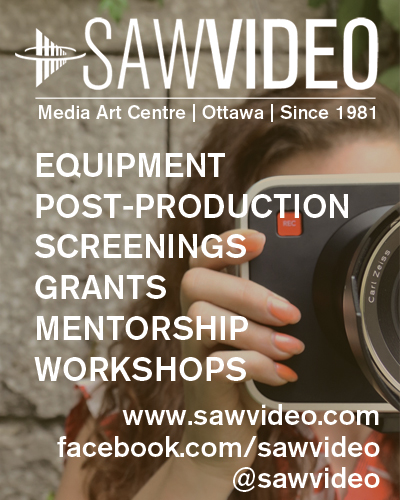 SAWVIDEO
Media Art Centre | Ottawa | Since 1981
EQUIPMENT
POST-PRODUCTION
REC
SCREENINGS
GRANTS
Carl Zeiss
MENTORSHIP
WORKSHOPS
www.sawvideo.com
facebook.com/sawvideo
@sawvideo